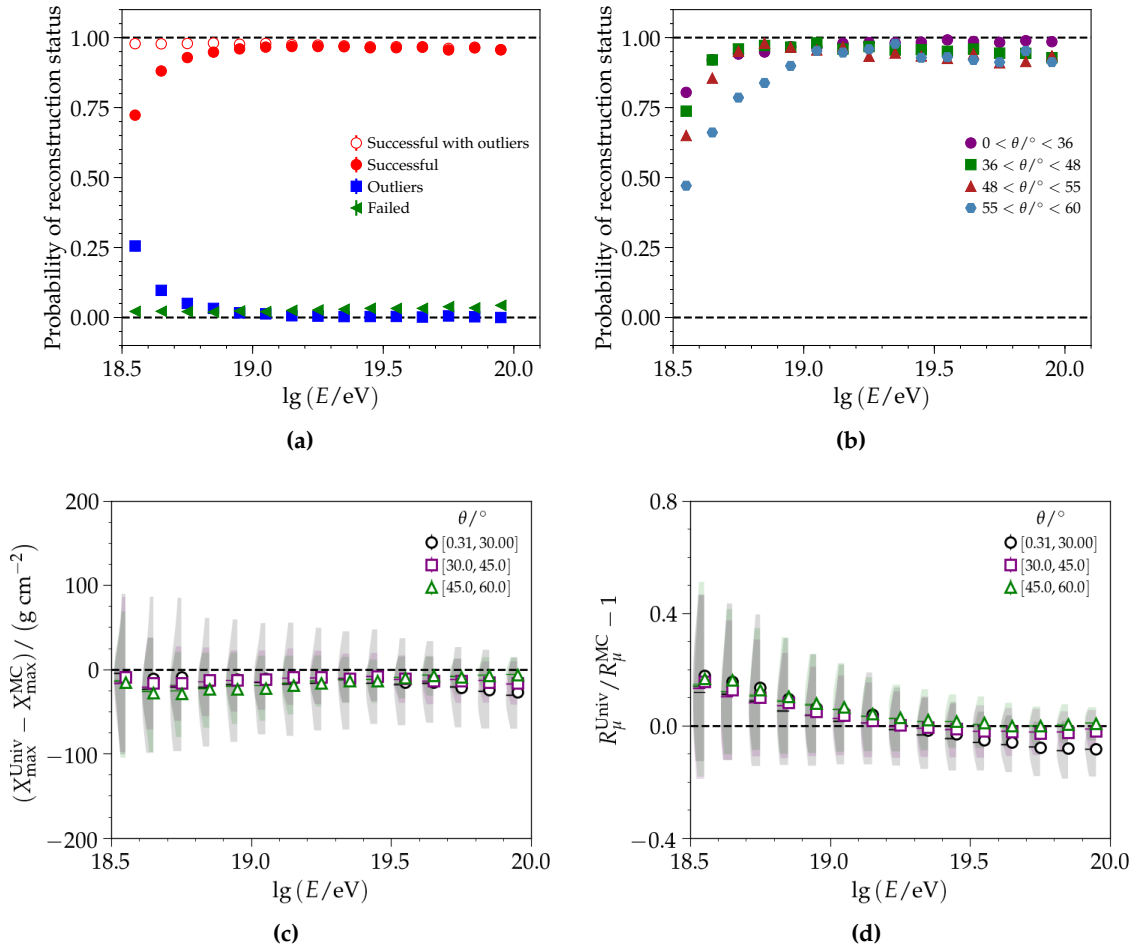 Probability of reconstruction status
1.00
0.75
0.50
0.25
0.00
Successful with outliers
Successful
Outliers
Failed
18.5 19.0 19.5 20.0
lg (E/eV)
(a)
Probability of reconstruction status
1.00
0.75
0.50
0.25
0.00
0 < θ/° < 36
36 < θ/° < 48
48 < θ/° < 55
55 < θ/° < 60
18.5 19.0 19.5 20.0
lg (E/eV)
(b)
(X_max^Univ − X_max^MC) / (g cm⁻²)
200
100
0
−100
−200
θ/°
[0.31, 30.00]
[30.0, 45.0]
[45.0, 60.0]
18.5 19.0 19.5 20.0
lg (E/eV)
(c)
R_μ^Univ / R_μ^MC − 1
0.8
0.4
0.0
−0.4
θ/°
[0.31, 30.00]
[30.0, 45.0]
[45.0, 60.0]
18.5 19.0 19.5 20.0
lg (E/eV)
(d)